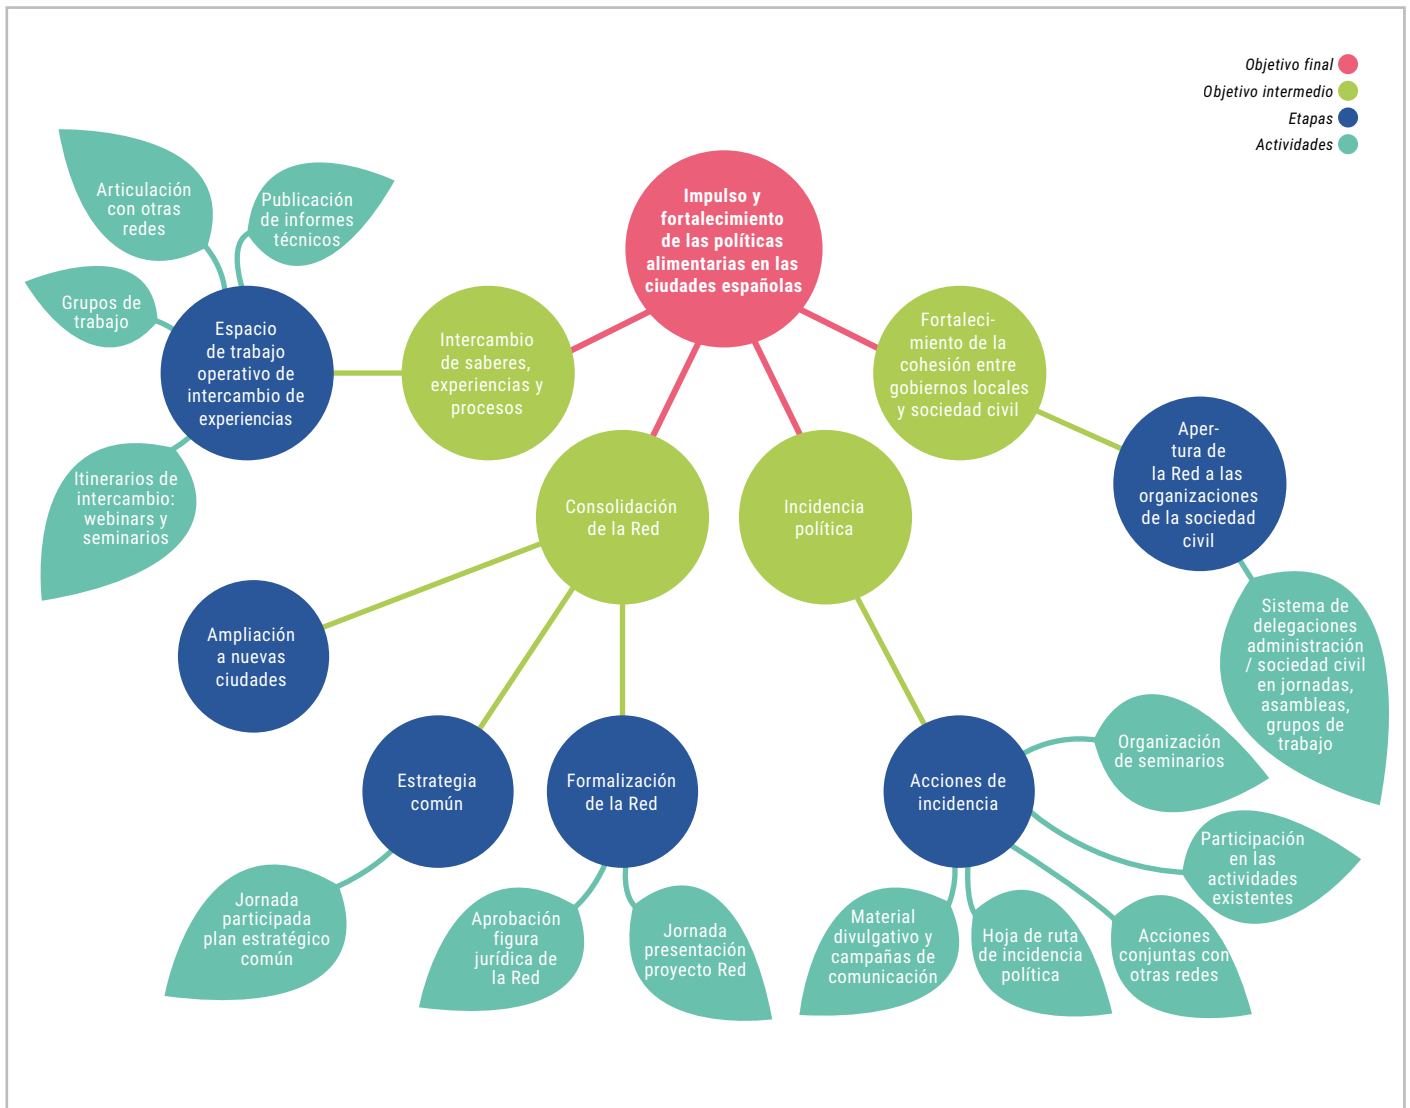 Objetivo final
Objetivo intermedio
Etapas
Actividades
Impulso y
fortalecimiento
de las políticas
alimentarias en las
ciudades españolas
Articulación
con otras
redes
Publicación
de informes
técnicos
Grupos de
trabajo
Espacio
de trabajo
operativo de
intercambio de
experiencias
Itinerarios de
intercambio:
webinars y
seminarios
Intercambio
de saberes,
experiencias y
procesos
Fortaleci-
miento de la
cohesión entre
gobiernos locales
y sociedad civil
Aper-
tura de
la Red a las
organizaciones
de la sociedad
civil
Sistema de
delegaciones
administración
/ sociedad civil
en jornadas,
asambleas,
grupos de
trabajo
Consolidación
de la Red
Incidencia
política
Ampliación
a nuevas
ciudades
Estrategia
común
Formalización
de la Red
Acciones de
incidencia
Organización
de seminarios
Participación
en las
actividades
existentes
Jornada
participada
plan estratégico
común
Aprobación
figura
jurídica de
la Red
Jornada
presentación
proyecto Red
Material
divulgativo y
campañas de
comunicación
Hoja de ruta
de incidencia
política
Acciones
conjuntas con
otras redes